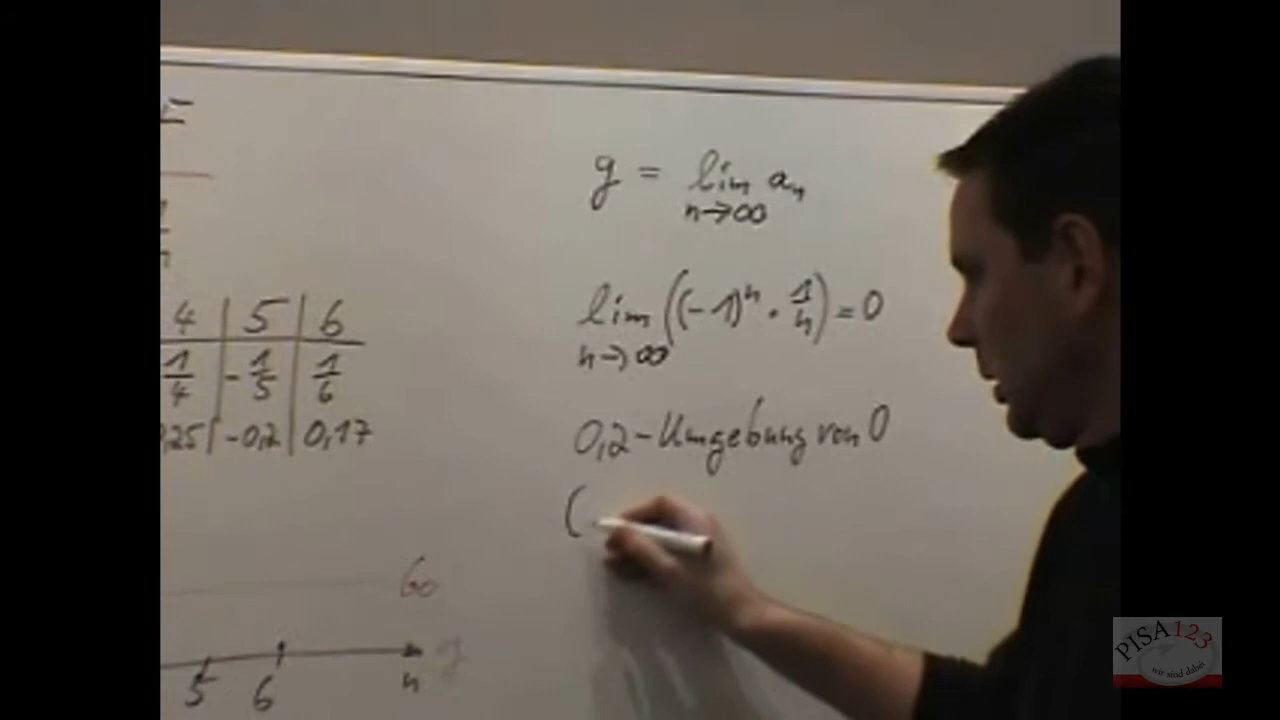 g = lim aₙ
n→∞
lim ((-1)ⁿ · 1/n) = 0
n→∞
0,2-Umgebung von 0
(
4 | 5 | 6
1/4 | -1/5 | 1/6
,25 | -0,2 | 0,17
5 6 n
g
PISA123
wir sind dabei